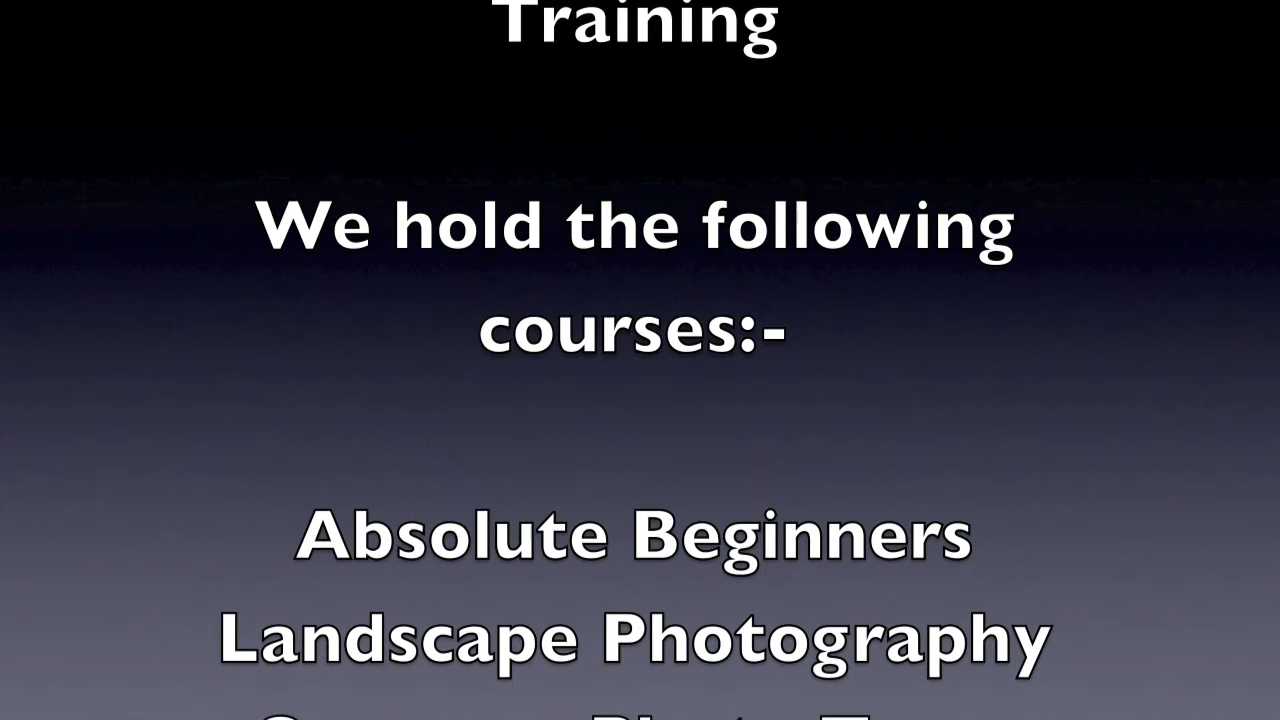 Training
We hold the following
courses:-
Absolute Beginners
Landscape Photography